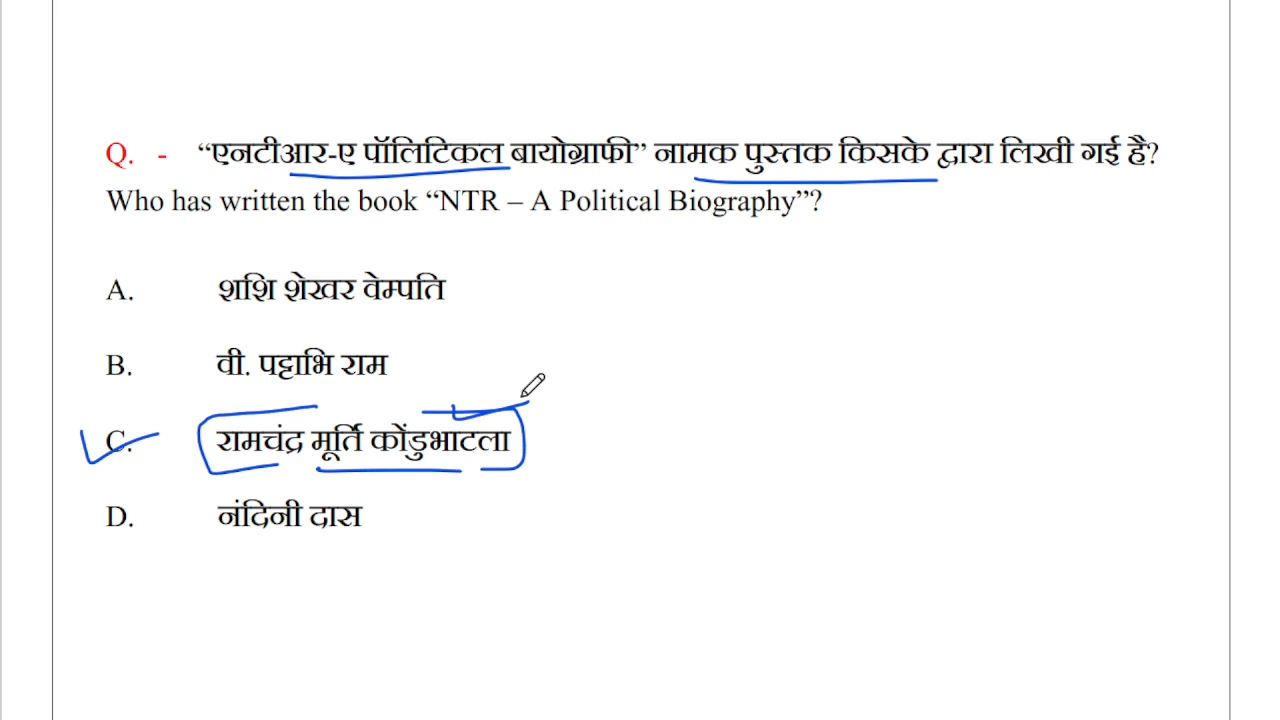 Q. - “एनटीआर-ए पॉलिटिकल बायोग्राफी” नामक पुस्तक किसके द्वारा लिखी गई है?
Who has written the book “NTR – A Political Biography”?
A. शशि शेखर वेम्पति
B. वी. पट्टाभि राम
C. रामचंद्र मूर्ति कोंडुभाटला
D. नंदिनी दास